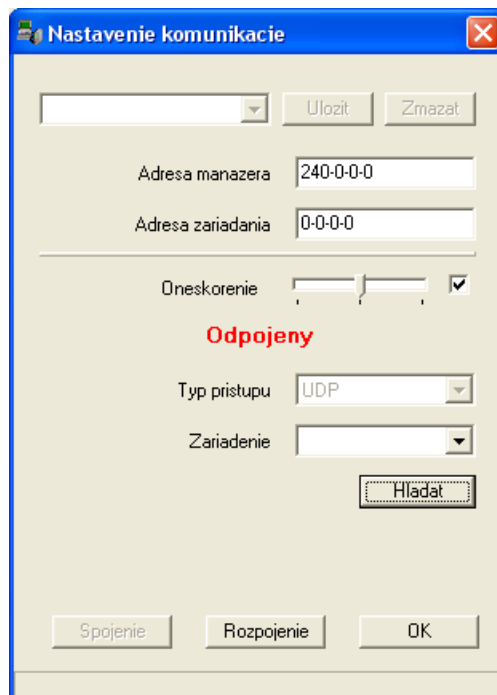 Nastavenie komunikacie
Ulozit Zmazat
Adresa manazera 240-0-0-0
Adresa zariadania 0-0-0-0
Oneskorenie
Odpojeny
Typ pristupu UDP
Zariadenie
Hladat
Spojenie Rozpojenie OK